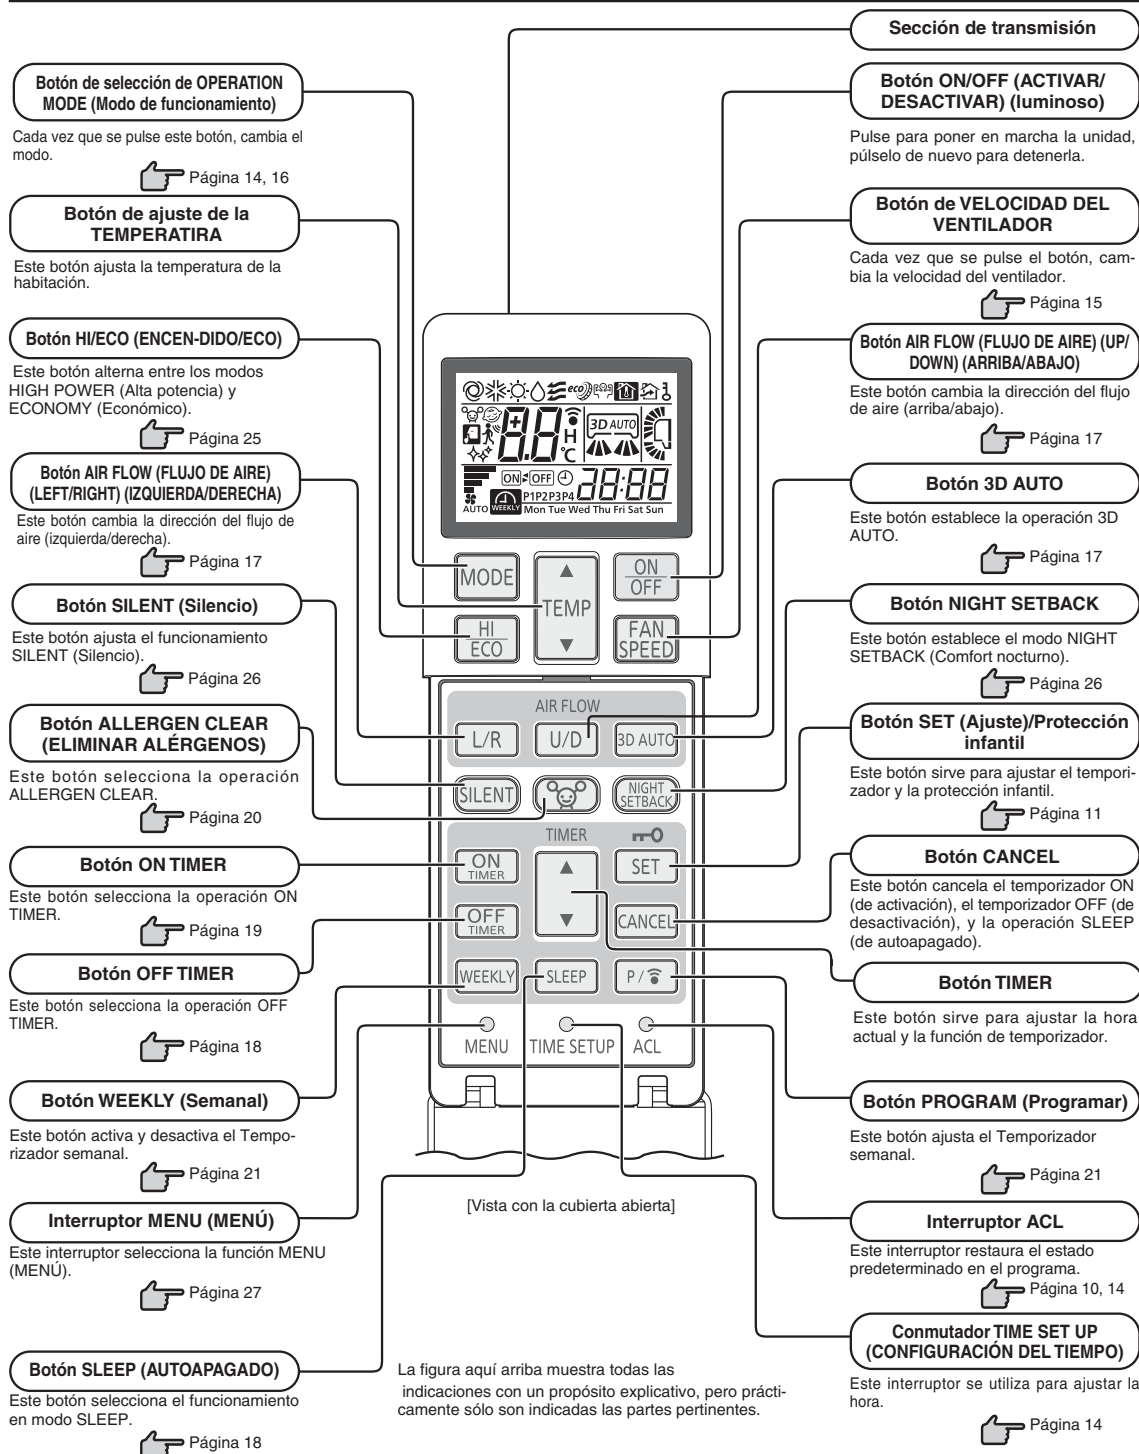 Sección de transmisión
Botón de selección de OPERATION
MODE (Modo de funcionamiento)
Cada vez que se pulse este botón, cambia el
modo.
Página 14, 16
Botón de ajuste de la
TEMPERATIRA
Este botón ajusta la temperatura de la
habitación.
Botón HI/ECO (ENCEN-DIDO/ECO)
Este botón alterna entre los modos
HIGH POWER (Alta potencia) y
ECONOMY (Económico).
Página 25
Botón AIR FLOW (FLUJO DE AIRE)
(LEFT/RIGHT) (IZQUIERDA/DERECHA)
Este botón cambia la dirección del flujo de
aire (izquierda/derecha).
Página 17
Botón SILENT (Silencio)
Este botón ajusta el funcionamiento
SILENT (Silencio).
Página 26
Botón ALLERGEN CLEAR
(ELIMINAR ALÉRGENOS)
Este botón selecciona la operación
ALLERGEN CLEAR.
Página 20
Botón ON TIMER
Este botón selecciona la operación ON
TIMER.
Página 19
Botón OFF TIMER
Este botón selecciona la operación OFF
TIMER.
Página 18
Botón WEEKLY (Semanal)
Este botón activa y desactiva el Tempo-
rizador semanal.
Página 21
Interruptor MENU (MENÚ)
Este interruptor selecciona la función MENU
(MENÚ).
Página 27
Botón SLEEP (AUTOAPAGADO)
Este botón selecciona el funcionamiento
en modo SLEEP.
Página 18
eco
8.8
H
°C
3D AUTO
ON OFF
P1P2P3P4 28:88
AUTO WEEKLY Mon Tue Wed Thu Fri Sat Sun
MODE
TEMP
ON
OFF
HI
ECO
FAN
SPEED
AIR FLOW
L/R U/D 3D AUTO
SILENT
NIGHT
SETBACK
TIMER
ON
TIMER
SET
OFF
TIMER
CANCEL
WEEKLY SLEEP P/
MENU TIME SETUP ACL
[Vista con la cubierta abierta]
La figura aquí arriba muestra todas las
indicaciones con un propósito explicativo, pero prácti-
camente sólo son indicadas las partes pertinentes.
Botón ON/OFF (ACTIVAR/
DESACTIVAR) (luminoso)
Pulse para poner en marcha la unidad,
púlselo de nuevo para detenerla.
Botón de VELOCIDAD DEL
VENTILADOR
Cada vez que se pulse el botón, cam-
bia la velocidad del ventilador.
Página 15
Botón AIR FLOW (FLUJO DE AIRE) (UP/
DOWN) (ARRIBA/ABAJO)
Este botón cambia la dirección del flujo
de aire (arriba/abajo).
Página 17
Botón 3D AUTO
Este botón establece la operación 3D
AUTO.
Página 17
Botón NIGHT SETBACK
Este botón establece el modo NIGHT
SETBACK (Comfort nocturno).
Página 26
Botón SET (Ajuste)/Protección
infantil
Este botón sirve para ajustar el tempori-
zador y la protección infantil.
Página 11
Botón CANCEL
Este botón cancela el temporizador ON
(de activación), el temporizador OFF (de
desactivación), y la operación SLEEP
(de autoapagado).
Botón TIMER
Este botón sirve para ajustar la hora
actual y la función de temporizador.
Botón PROGRAM (Programar)
Este botón ajusta el Temporizador
semanal.
Página 21
Interruptor ACL
Este interruptor restaura el estado
predeterminado en el programa.
Página 10, 14
Conmutador TIME SET UP
(CONFIGURACIÓN DEL TIEMPO)
Este interruptor se utiliza para ajustar la
hora.
Página 14